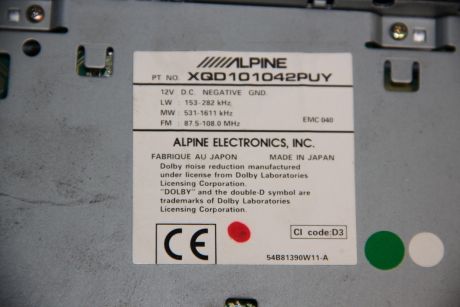 ALPINE
PT NO. XQD101042PUY
12V D.C. NEGATIVE GND.
LW : 153-282 kHz,
MW : 531-1611 kHz
FM : 87.5-108.0 MHz
EMC 040
ALPINE ELECTRONICS, INC.
FABRIQUE AU JAPON MADE IN JAPAN
Dolby noise reduction manufactured
under license from Dolby Laboratories
Licensing Corporation.
"DOLBY" and the double-D symbol are
trademarks of Dolby Laboratories
Licensing Corporation.
CE
CI code:D3
54B81390W11-A